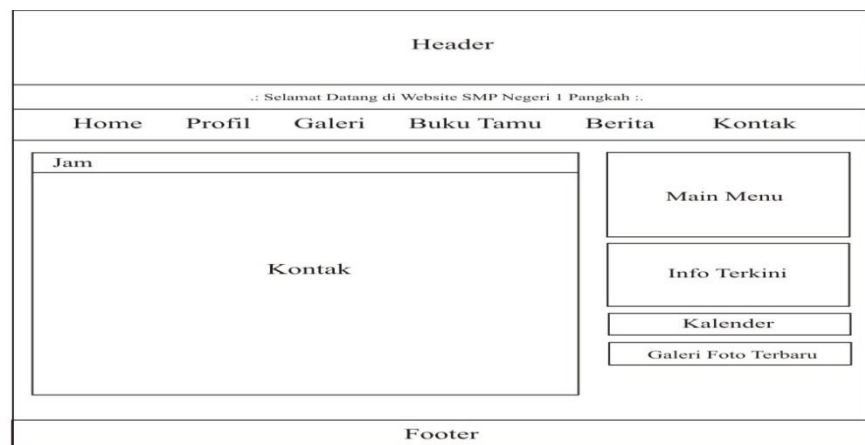 Header
.: Selamat Datang di Website SMP Negeri 1 Pangkah :.
Home Profil Galeri Buku Tamu Berita Kontak
Jam
Kontak
Main Menu
Info Terkini
Kalender
Galeri Foto Terbaru
Footer